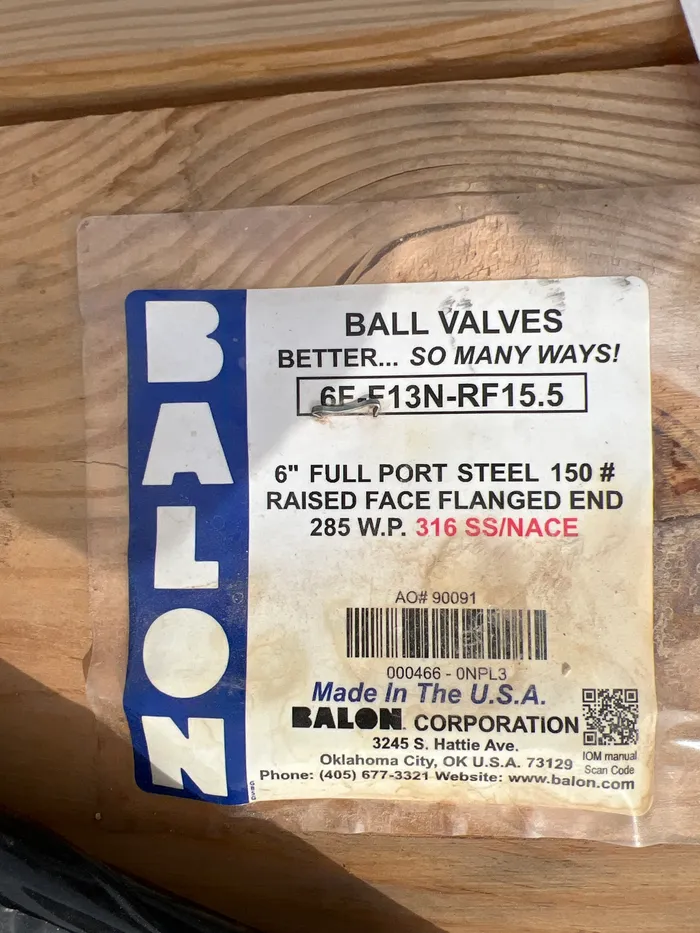 BALON
BALL VALVES
BETTER... SO MANY WAYS!
6F-F13N-RF15.5
6" FULL PORT STEEL 150 #
RAISED FACE FLANGED END
285 W.P. 316 SS/NACE
AO# 90091
000466 - 0NPL3
Made In The U.S.A.
BALON CORPORATION
3245 S. Hattie Ave.
Oklahoma City, OK U.S.A. 73129
Phone: (405) 677-3321 Website: www.balon.com
IOM manual
Scan Code